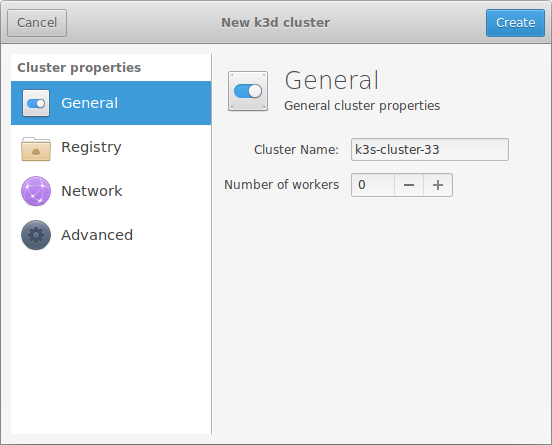 Cancel
New k3d cluster
Create
Cluster properties
General
Registry
Network
Advanced
General
General cluster properties
Cluster Name: k3s-cluster-33
Number of workers 0 − +